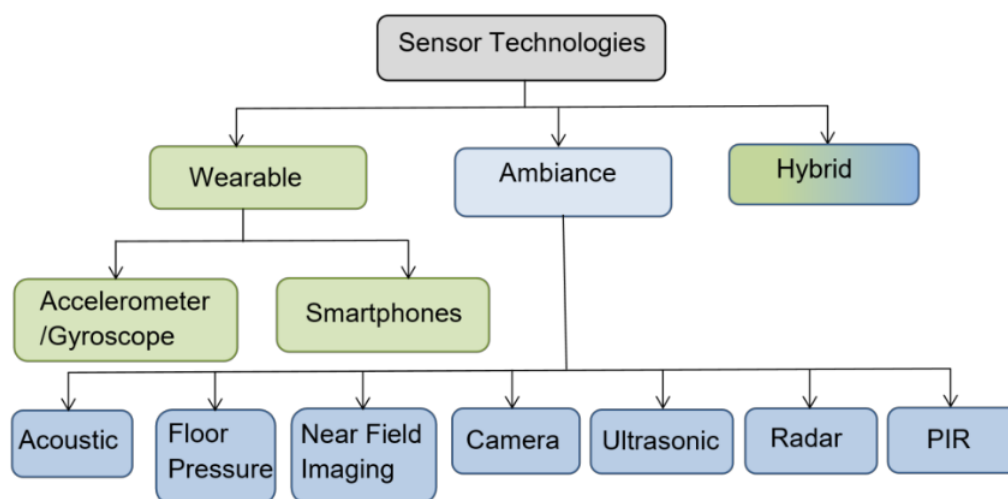 Sensor Technologies
Wearable
Ambiance
Hybrid
Accelerometer
/Gyroscope
Smartphones
Acoustic
Floor
Pressure
Near Field
Imaging
Camera
Ultrasonic
Radar
PIR